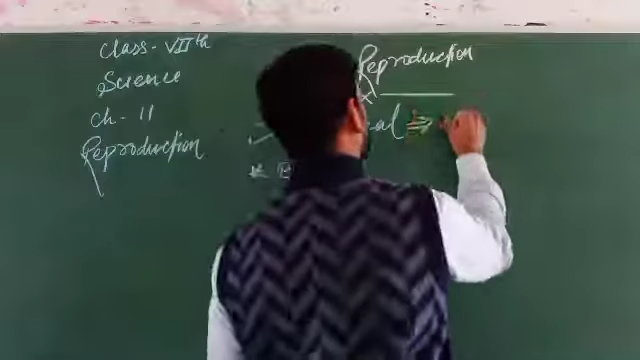 Class - VIIth
Science
Ch - 11
Reproduction
Reproduction